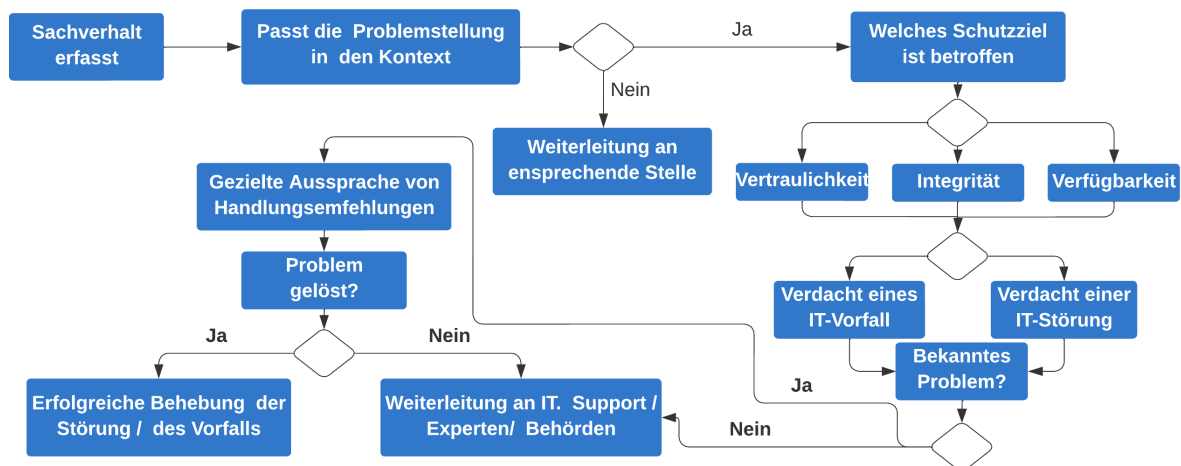 Sachverhalt
erfasst
Passt die Problemstellung
in den Kontext
Ja
Nein
Welches Schutzziel
ist betroffen
Weiterleitung an
ensprechende Stelle
Vertraulichkeit
Integrität
Verfügbarkeit
Verdacht eines
IT-Vorfall
Verdacht einer
IT-Störung
Bekanntes
Problem?
Ja
Nein
Gezielte Aussprache von
Handlungsemfehlungen
Problem
gelöst?
Ja
Nein
Erfolgreiche Behebung der
Störung / des Vorfalls
Weiterleitung an IT. Support /
Experten/ Behörden